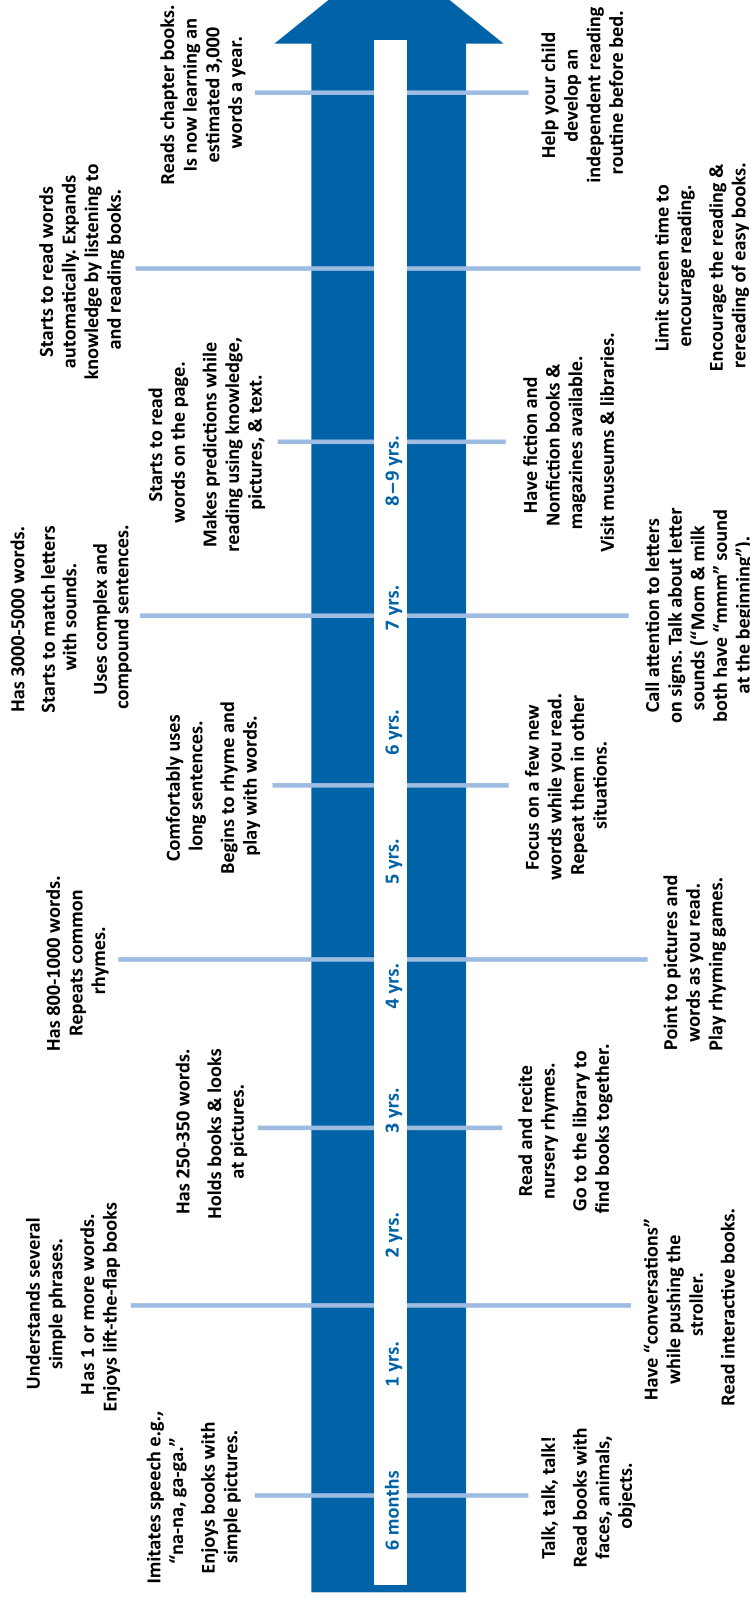 Imitates speech e.g.,
“na-na, ga-ga.”
Enjoys books with
simple pictures.
Understands several
simple phrases.
Has 1 or more words.
Enjoys lift-the-flap books
Has 250-350 words.
Holds books & looks
at pictures.
Has 800-1000 words.
Repeats common
rhymes.
Comfortably uses
long sentences.
Begins to rhyme and
play with words.
Has 3000-5000 words.
Starts to match letters
with sounds.
Uses complex and
compound sentences.
Starts to read
words on the page.
Makes predictions while
reading using knowledge,
pictures, & text.
Starts to read words
automatically. Expands
knowledge by listening to
and reading books.
Reads chapter books.
Is now learning an
estimated 3,000
words a year.
6 months
1 yrs.
2 yrs.
3 yrs.
4 yrs.
5 yrs.
6 yrs.
7 yrs.
8–9 yrs.
Talk, talk, talk!
Read books with
faces, animals,
objects.
Have “conversations”
while pushing the
stroller.
Read interactive books.
Read and recite
nursery rhymes.
Go to the library to
find books together.
Point to pictures and
words as you read.
Play rhyming games.
Focus on a few new
words while you read.
Repeat them in other
situations.
Call attention to letters
on signs. Talk about letter
sounds (“Mom & milk
both have “mmm” sound
at the beginning”).
Have fiction and
Nonfiction books &
magazines available.
Visit museums & libraries.
Limit screen time to
encourage reading.
Encourage the reading &
rereading of easy books.
Help your child
develop an
independent reading
routine before bed.